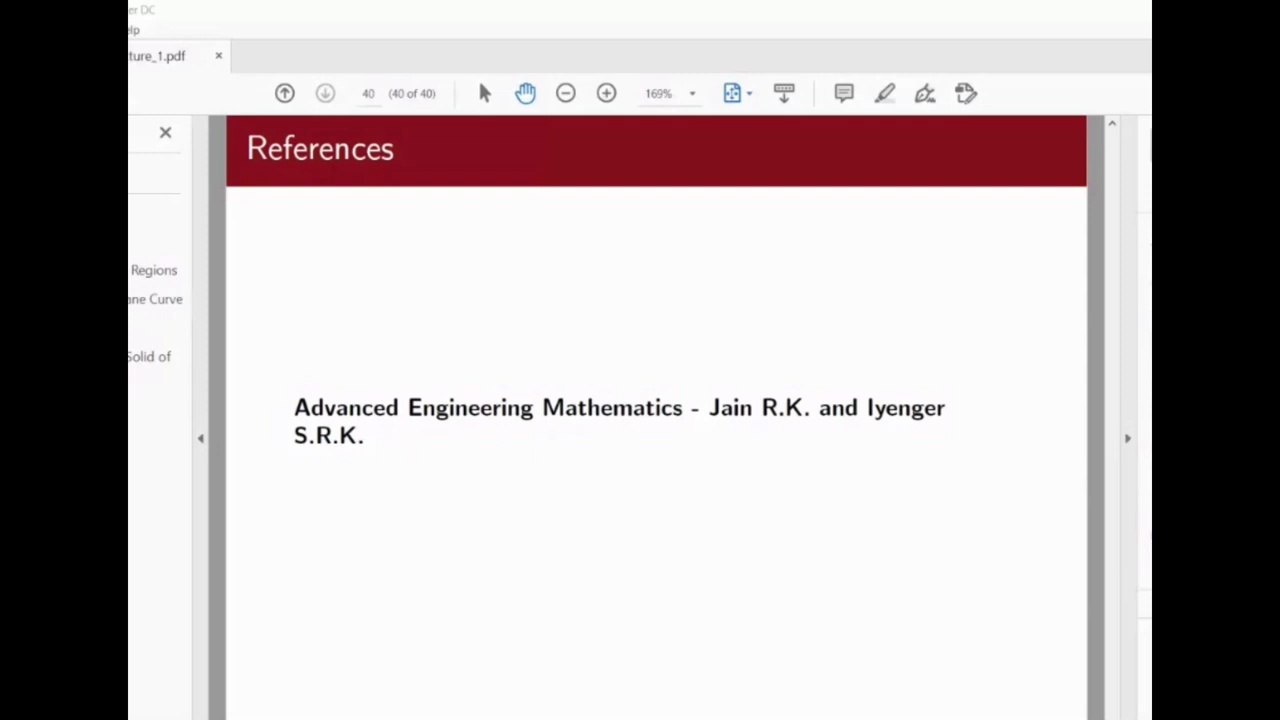 er DC
elp
ture_1.pdf
40 (40 of 40)
169%
References
Regions
ane Curve
Solid of
Advanced Engineering Mathematics - Jain R.K. and Iyenger
S.R.K.